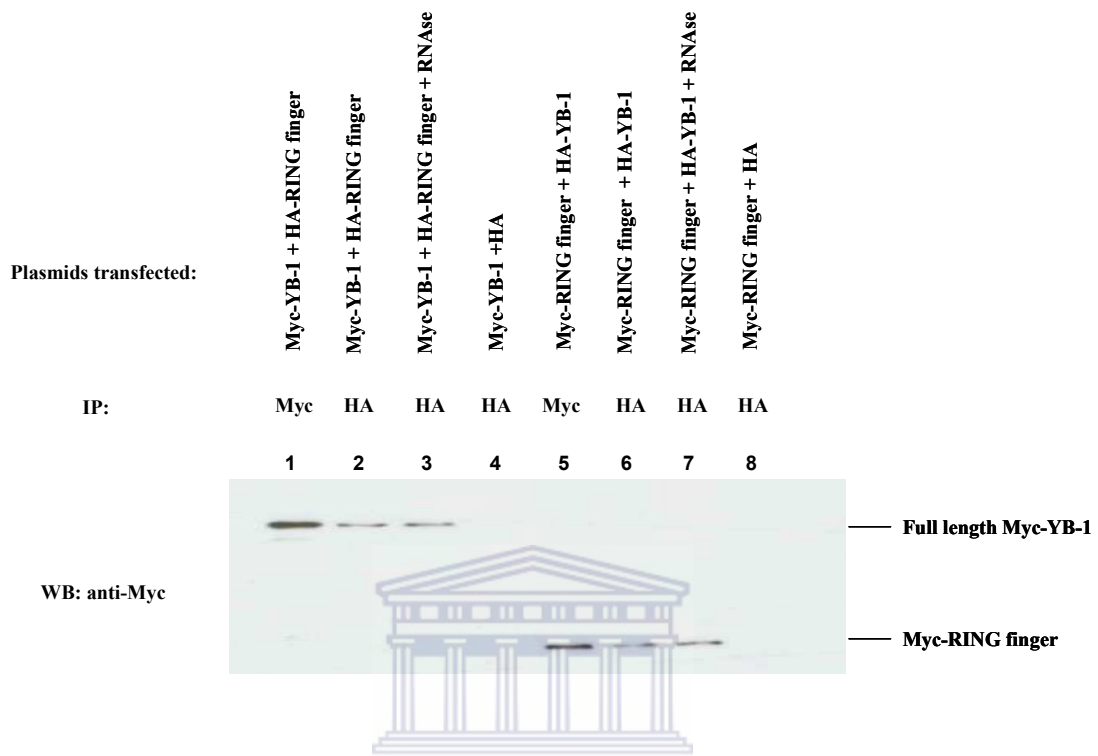 Plasmids transfected:
Myc-YB-1 + HA-RING finger
Myc-YB-1 + HA-RING finger
Myc-YB-1 + HA-RING finger + RNAse
Myc-YB-1 +HA
Myc-RING finger + HA-YB-1
Myc-RING finger + HA-YB-1
Myc-RING finger + HA-YB-1 + RNAse
Myc-RING finger + HA
IP: Myc HA HA HA Myc HA HA HA
1 2 3 4 5 6 7 8
Full length Myc-YB-1
WB: anti-Myc
Myc-RING finger